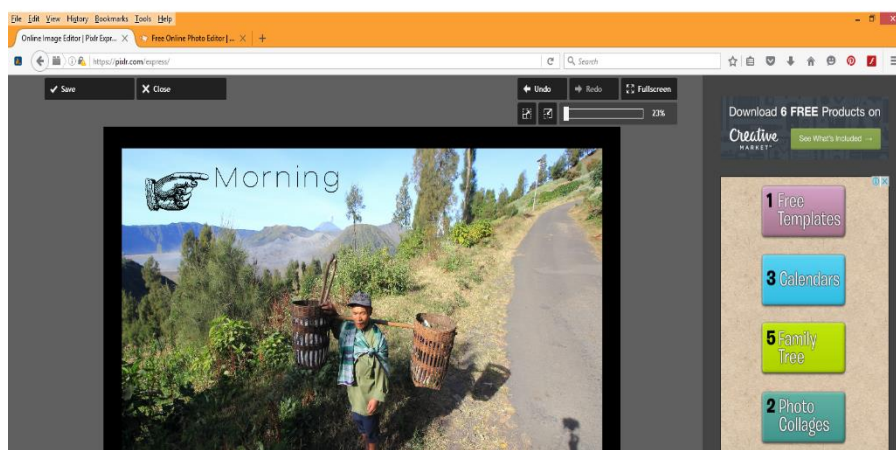 File Edit View History Bookmarks Tools Help
Online Image Editor | Pixlr Expr... Free Online Photo Editor | ...
https://pixlr.com/express/ Search
Save Close Undo Redo Fullscreen
23%
Download 6 FREE Products on
Creative MARKET See What's Included →
Morning
1 Free
Templates
3 Calendars
5 Family
Tree
2 Photo
Collages